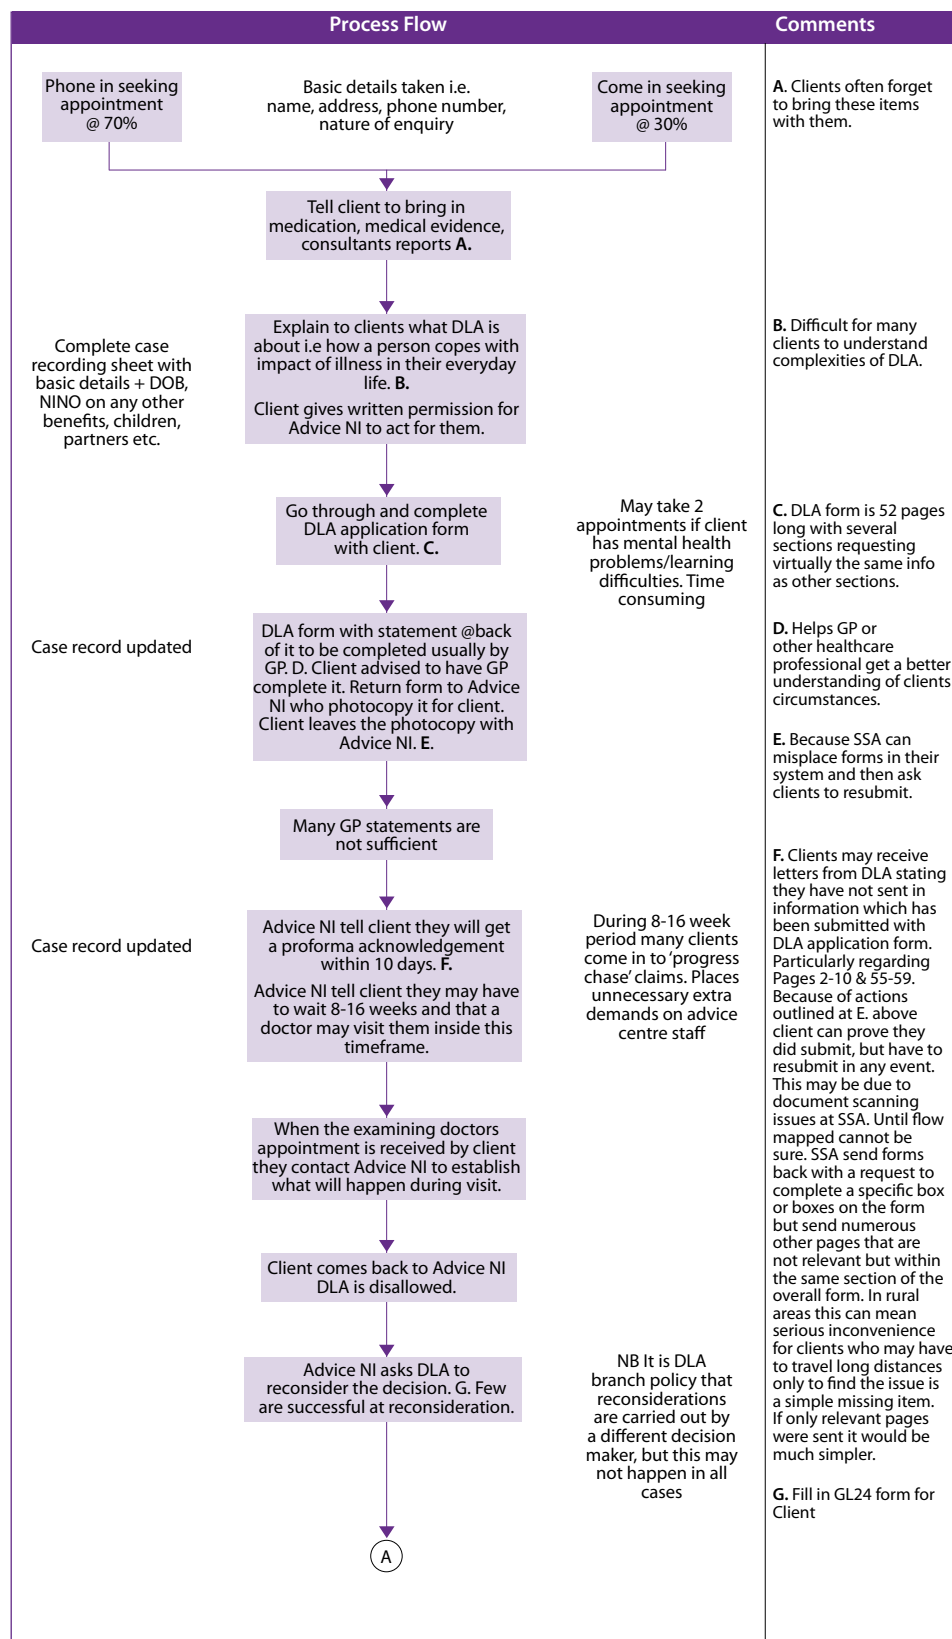 Process Flow
Comments
Phone in seeking
appointment
@ 70%
Basic details taken i.e.
name, address, phone number,
nature of enquiry
Come in seeking
appointment
@ 30%
A. Clients often forget
to bring these items
with them.
Tell client to bring in
medication, medical evidence,
consultants reports A.
Complete case
recording sheet with
basic details + DOB,
NINO on any other
benefits, children,
partners etc.
Explain to clients what DLA is
about i.e how a person copes with
impact of illness in their everyday
life. B.
Client gives written permission for
Advice NI to act for them.
B. Difficult for many
clients to understand
complexities of DLA.
Go through and complete
DLA application form
with client. C.
May take 2
appointments if client
has mental health
problems/learning
difficulties. Time
consuming
C. DLA form is 52 pages
long with several
sections requesting
virtually the same info
as other sections.
Case record updated
DLA form with statement @back
of it to be completed usually by
GP. D. Client advised to have GP
complete it. Return form to Advice
NI who photocopy it for client.
Client leaves the photocopy with
Advice NI. E.
D. Helps GP or
other healthcare
professional get a better
understanding of clients
circumstances.
E. Because SSA can
misplace forms in their
system and then ask
clients to resubmit.
Many GP statements are
not sufficient
Case record updated
Advice NI tell client they will get
a proforma acknowledgement
within 10 days. F.
Advice NI tell client they may have
to wait 8-16 weeks and that a
doctor may visit them inside this
timeframe.
During 8-16 week
period many clients
come in to ‘progress
chase’ claims. Places
unnecessary extra
demands on advice
centre staff
F. Clients may receive
letters from DLA stating
they have not sent in
information which has
been submitted with
DLA application form.
Particularly regarding
Pages 2-10 & 55-59.
Because of actions
outlined at E. above
client can prove they
did submit, but have to
resubmit in any event.
This may be due to
document scanning
issues at SSA. Until flow
mapped cannot be
sure. SSA send forms
back with a request to
complete a specific box
or boxes on the form
but send numerous
other pages that are
not relevant but within
the same section of the
overall form. In rural
areas this can mean
serious inconvenience
for clients who may have
to travel long distances
only to find the issue is
a simple missing item.
If only relevant pages
were sent it would be
much simpler.
When the examining doctors
appointment is received by client
they contact Advice NI to establish
what will happen during visit.
Client comes back to Advice NI
DLA is disallowed.
Advice NI asks DLA to
reconsider the decision. G. Few
are successful at reconsideration.
NB It is DLA
branch policy that
reconsiderations
are carried out by
a different decision
maker, but this may
not happen in all
cases
G. Fill in GL24 form for
Client
A